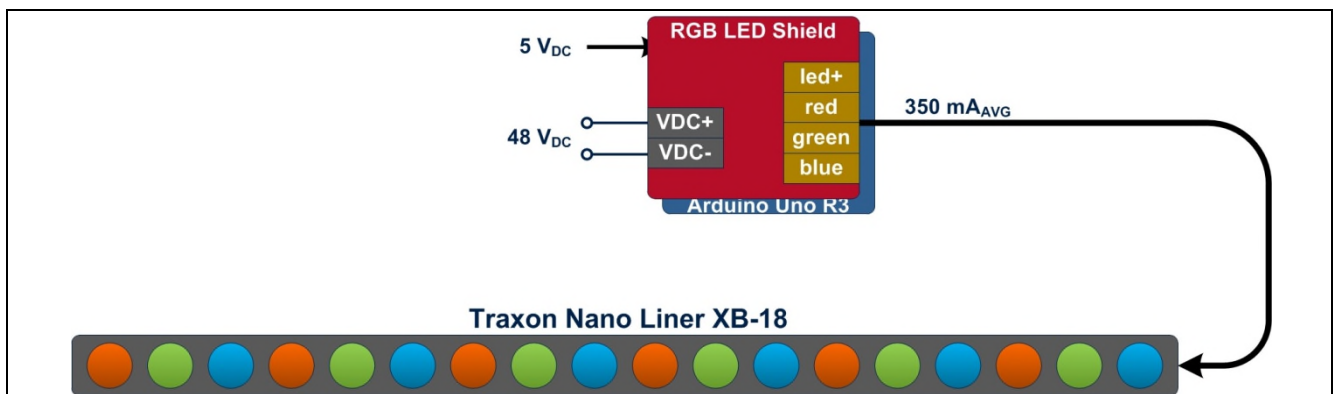 RGB LED Shield
5 VDC
led+
red
350 mAAVG
green
blue
48 VDC
VDC+
VDC-
Arduino Uno R3
Traxon Nano Liner XB-18